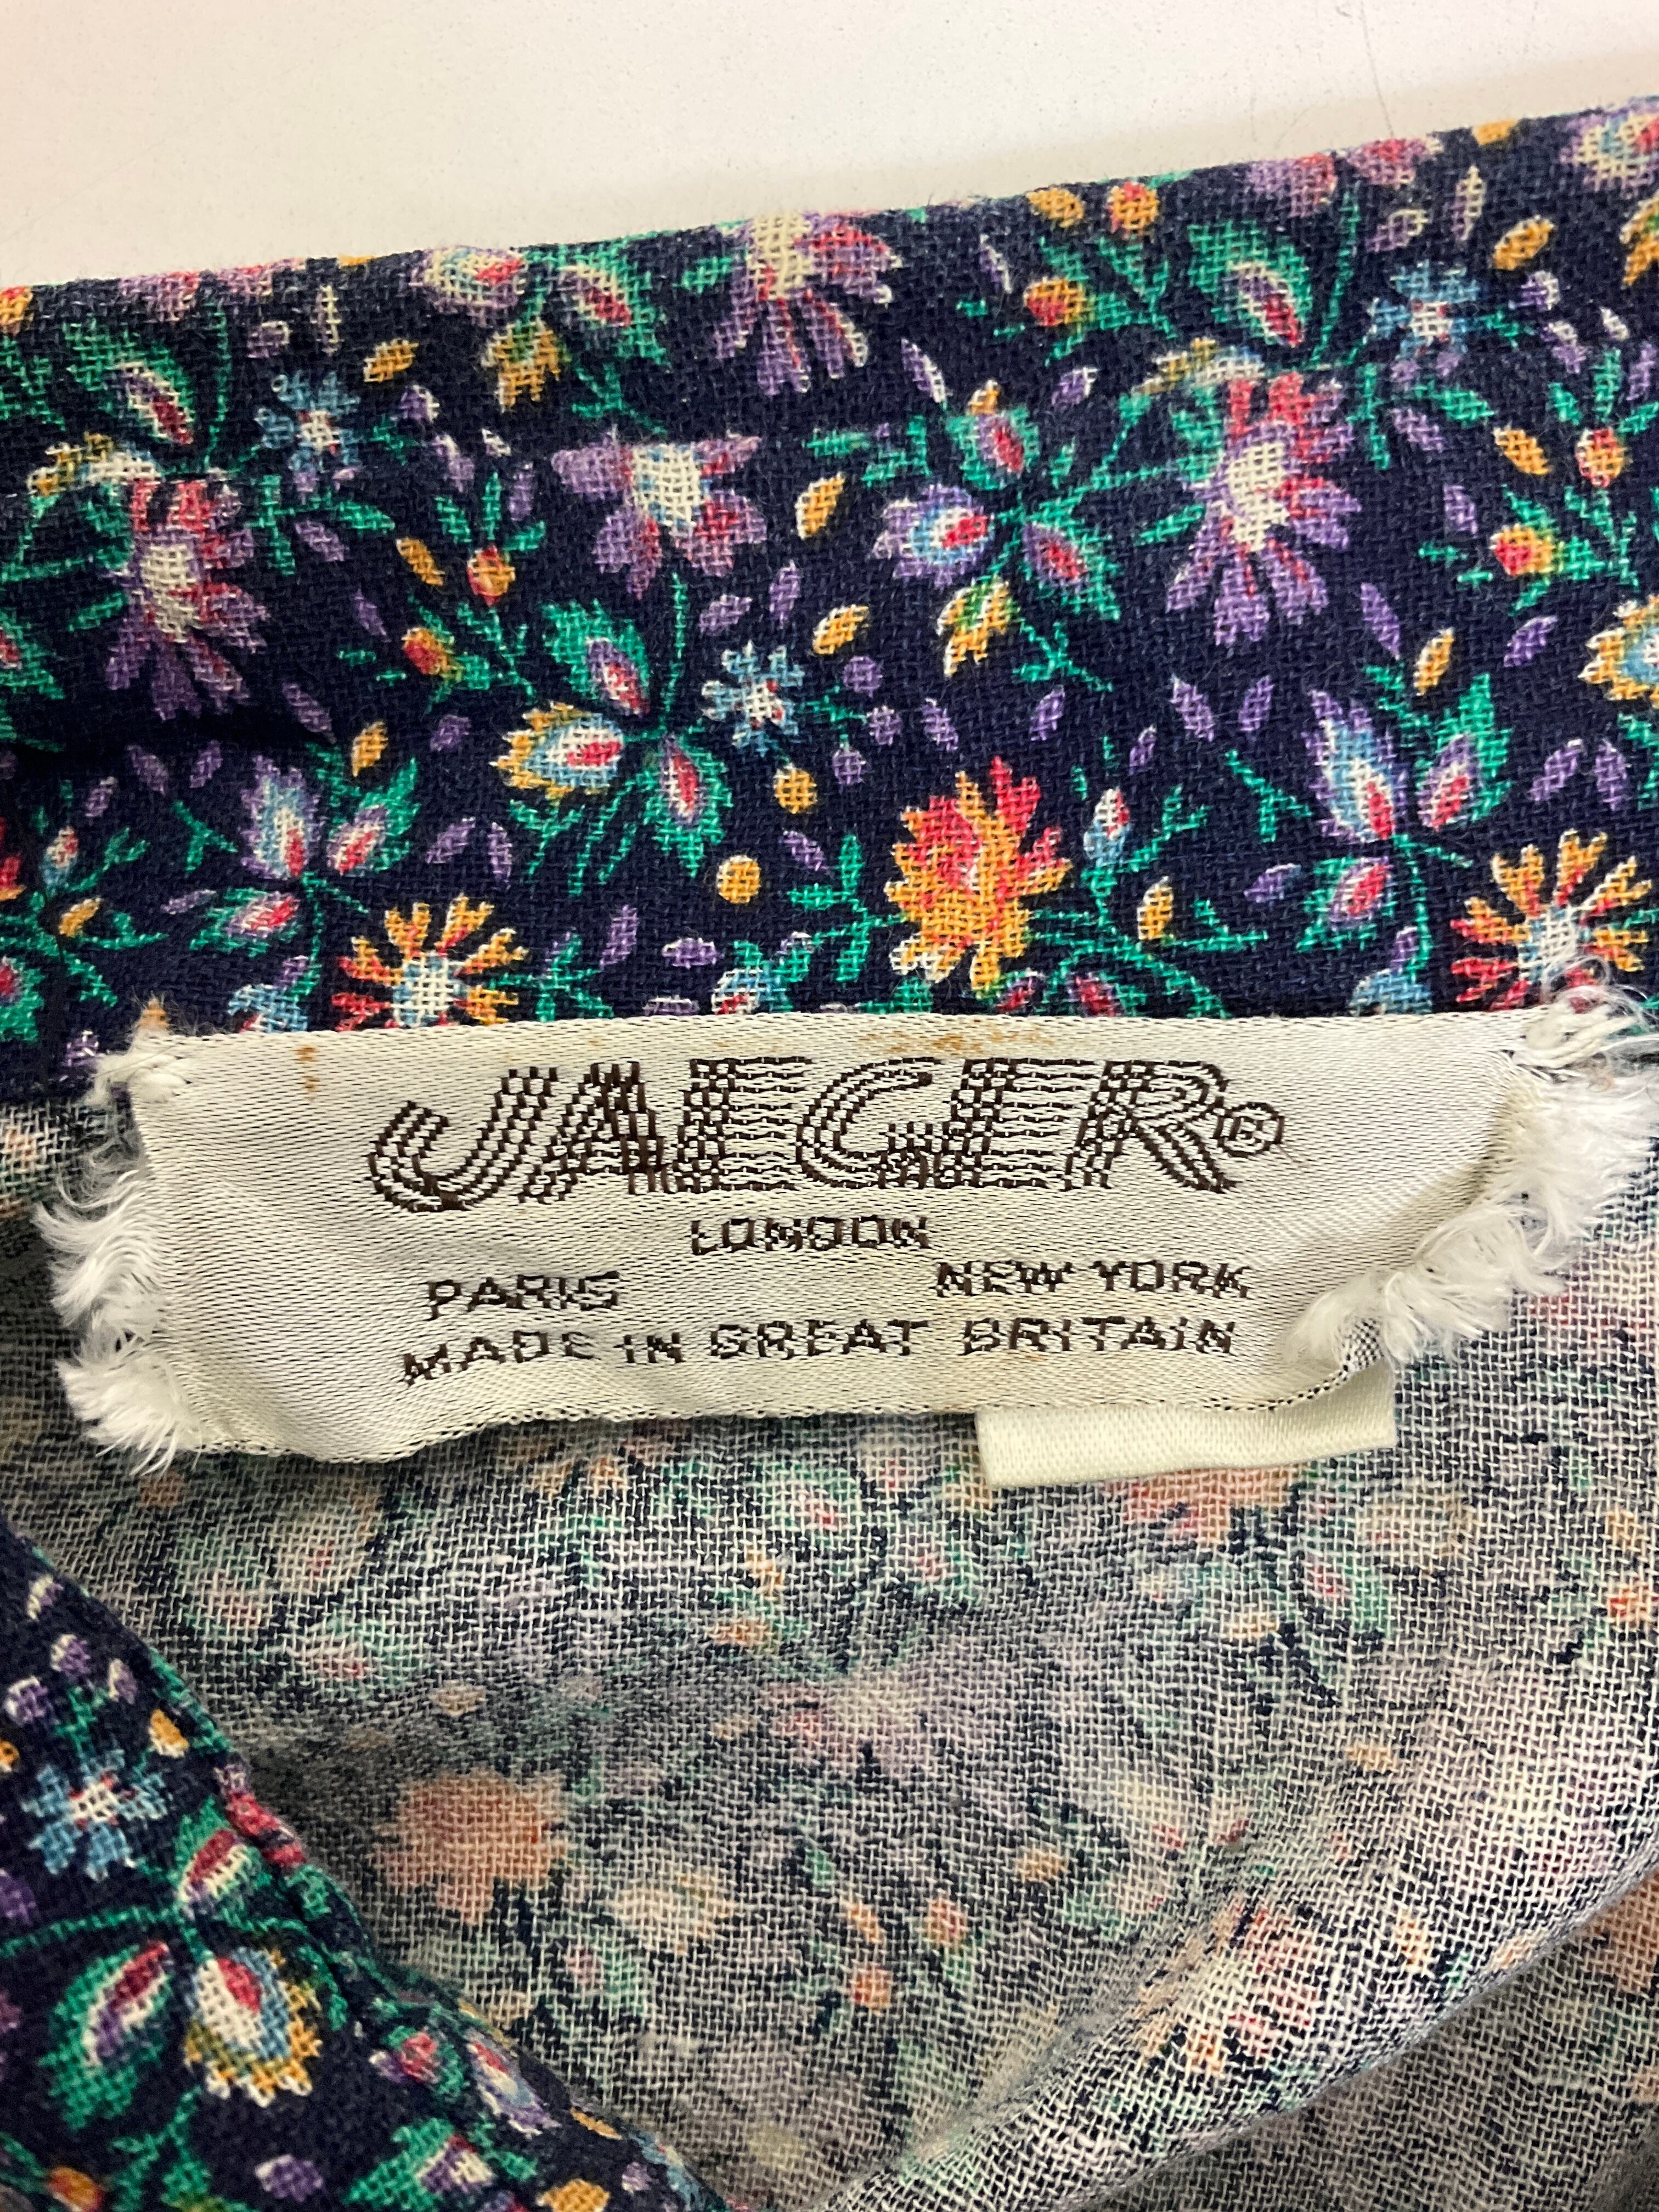 JAEGER®
LONDON
PARIS NEW YORK
MADE IN GREAT BRITAIN